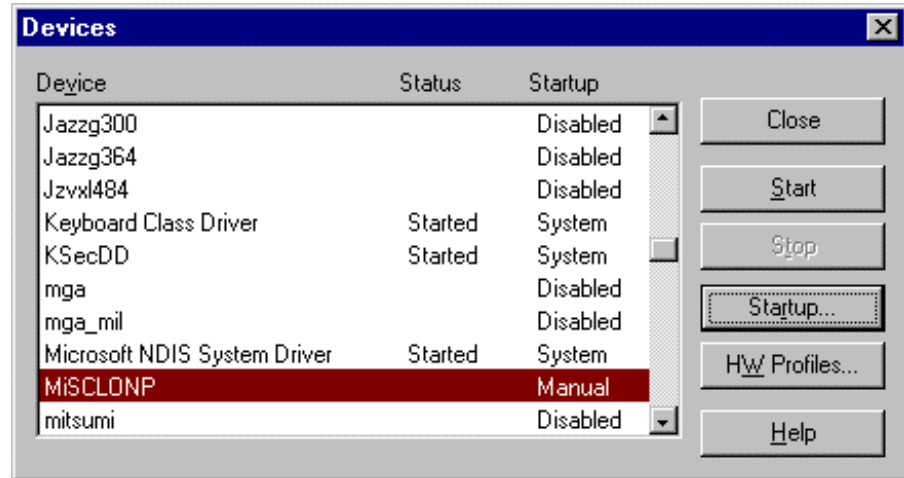 Devices
Device Status Startup
Jazzg300 Disabled
Jazzg364 Disabled
Jzvxl484 Disabled
Keyboard Class Driver Started System
KSecDD Started System
mga Disabled
mga_mil Disabled
Microsoft NDIS System Driver Started System
MiSCLONP Manual
mitsumi Disabled
Close
Start
Stop
Startup...
HW Profiles...
Help